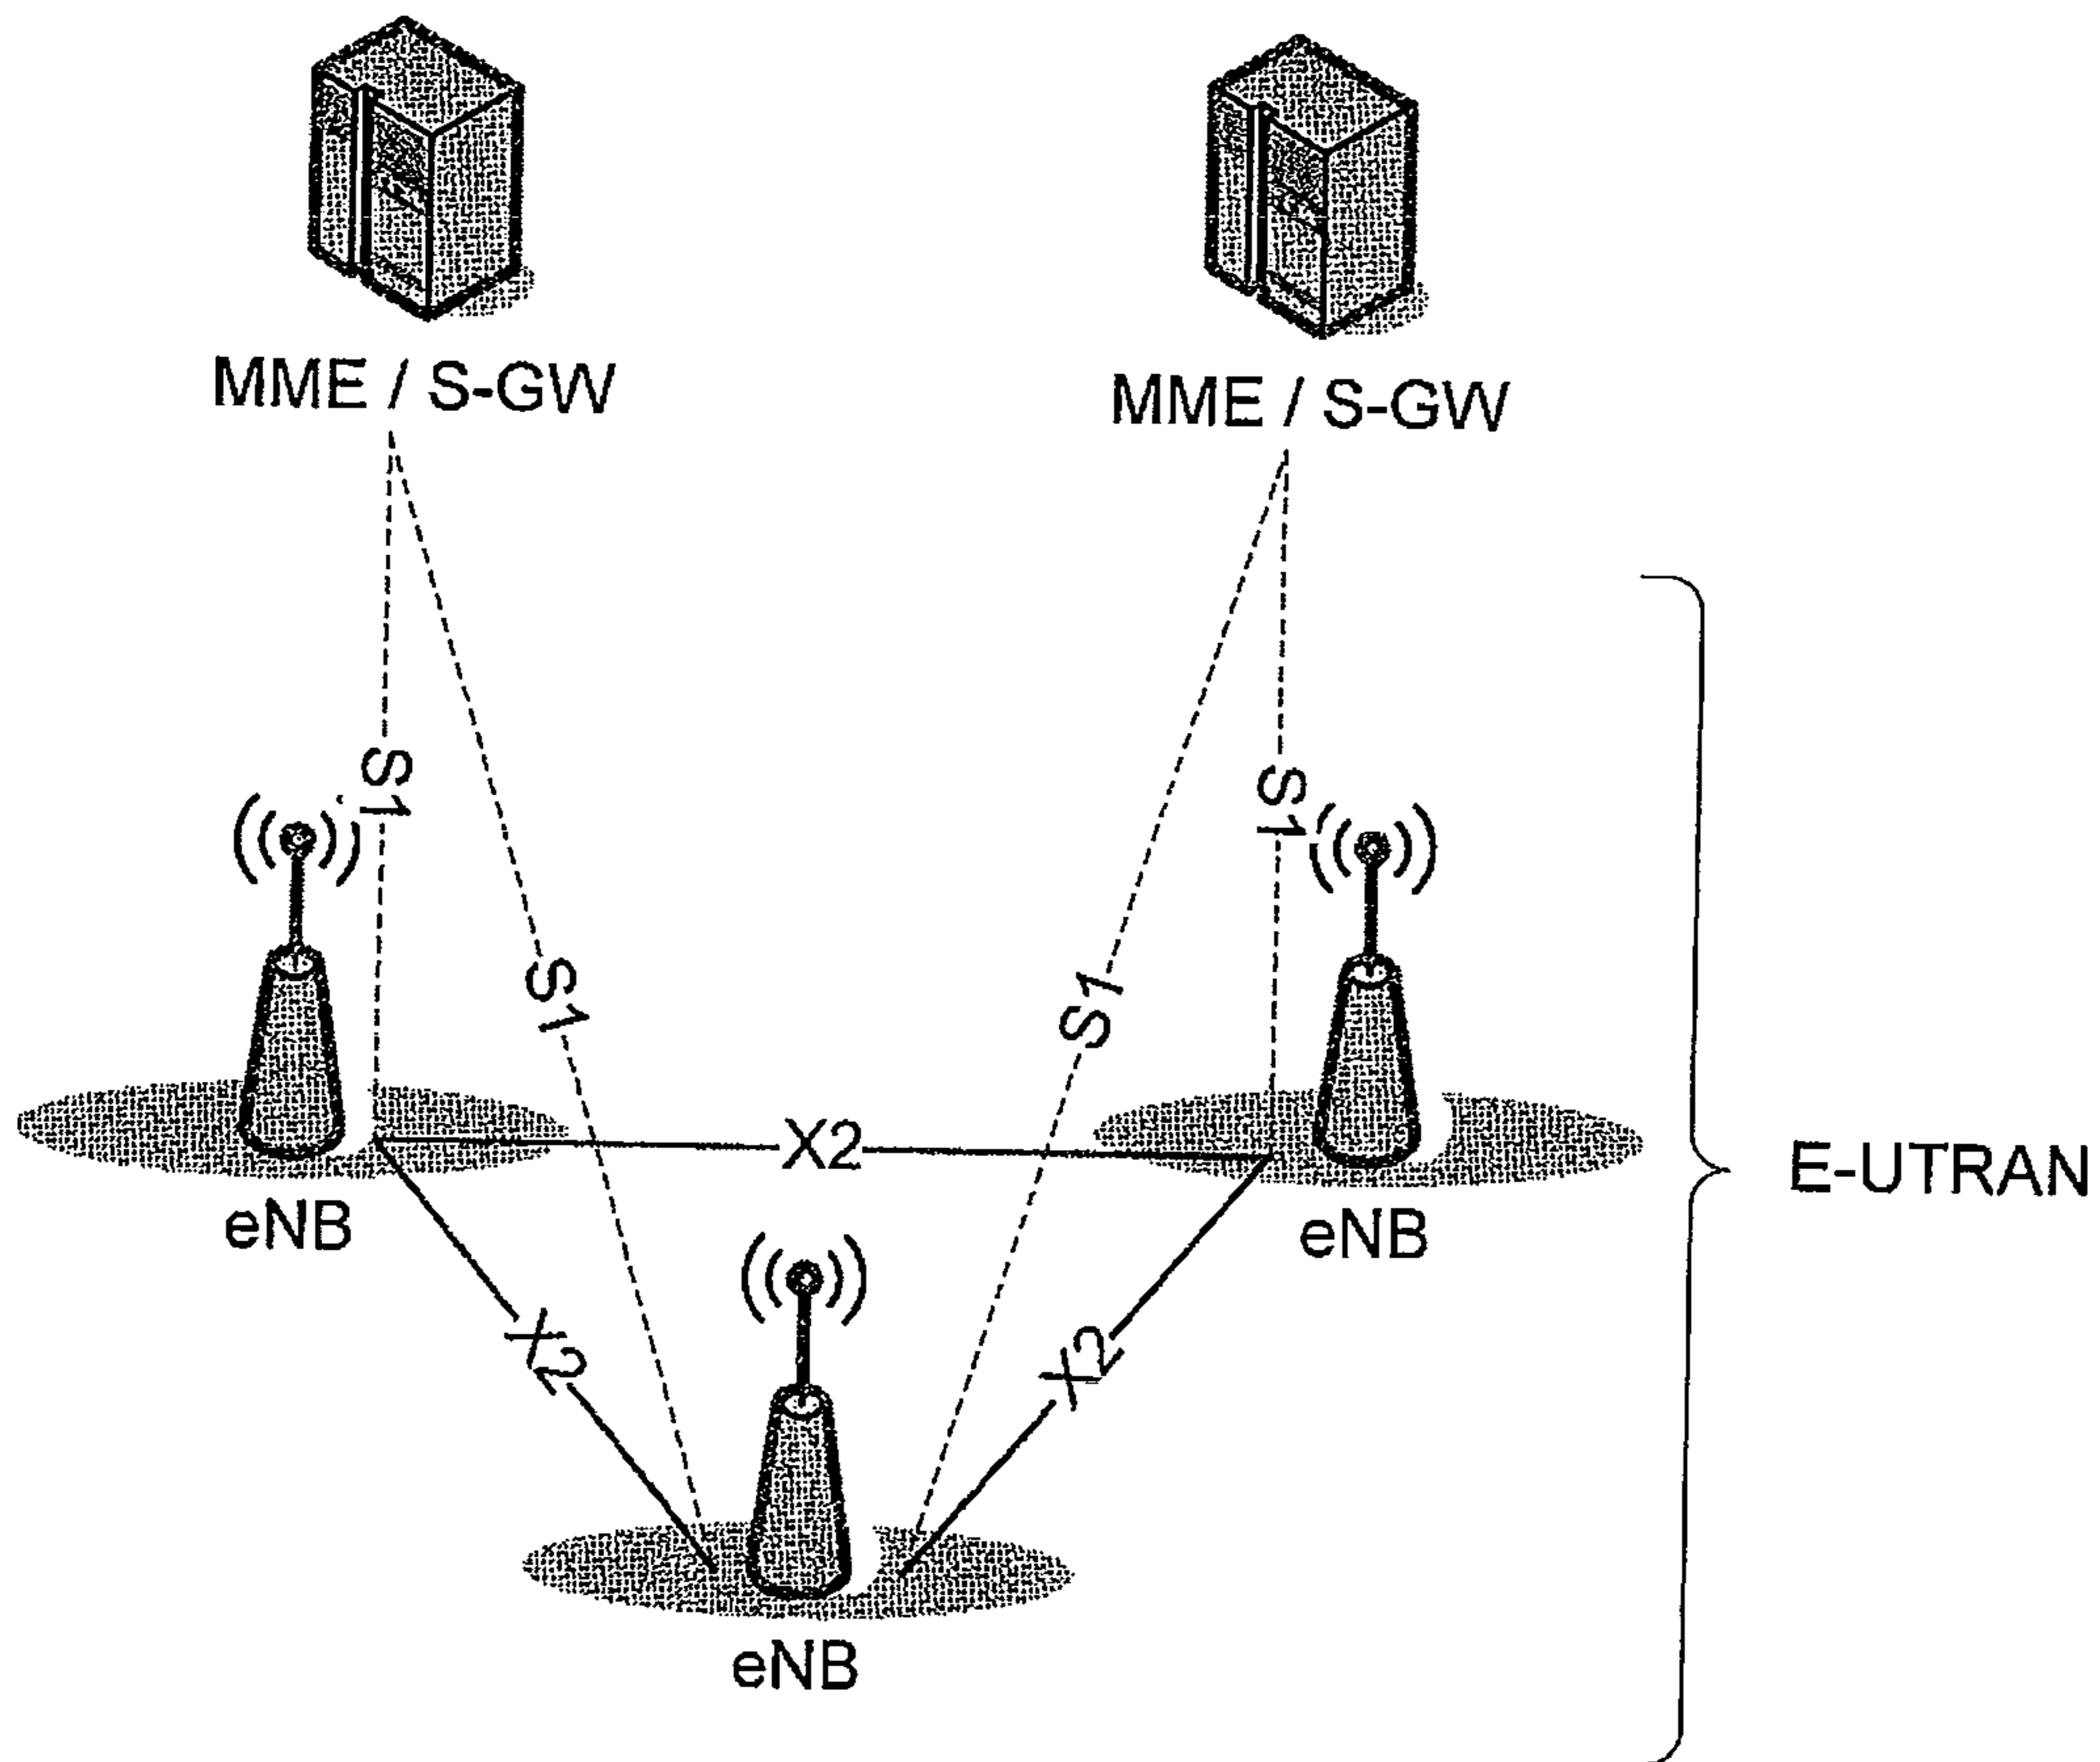 MME / S-GW
MME / S-GW
S1
S1
S1
S1
X2
E-UTRAN
eNB
eNB
X2
X2
eNB